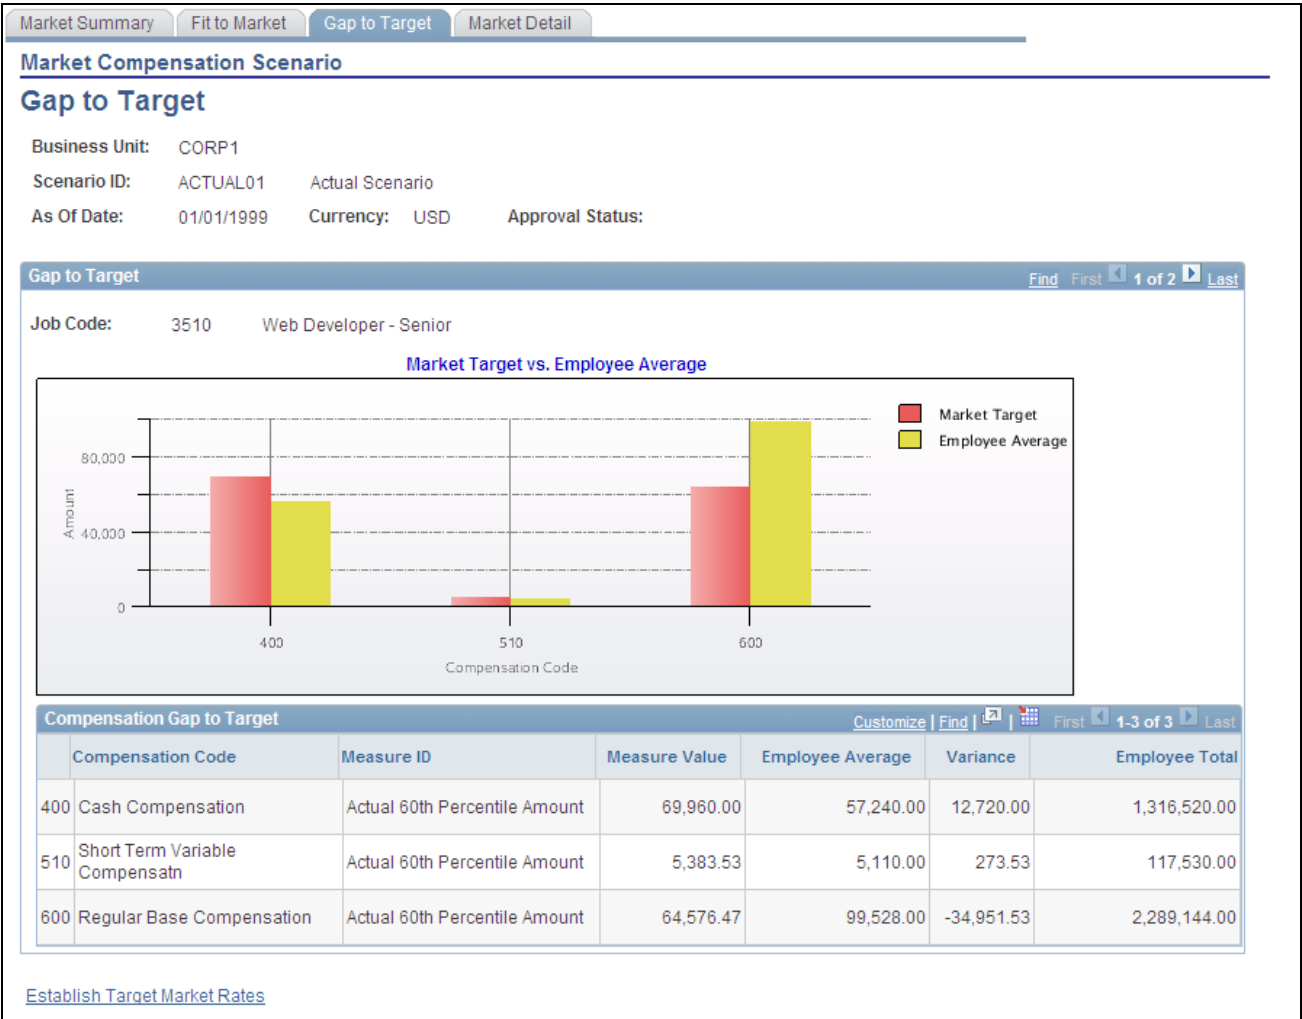 Market Summary Fit to Market Gap to Target Market Detail
Market Compensation Scenario
Gap to Target
Business Unit: CORP1
Scenario ID: ACTUAL01 Actual Scenario
As Of Date: 01/01/1999 Currency: USD Approval Status:
Gap to Target Find First 1 of 2 Last
Job Code: 3510 Web Developer - Senior
Market Target vs. Employee Average
Market Target
Employee Average
80,000
40,000
0
Amount
400 510 600
Compensation Code
Compensation Gap to Target Customize | Find | | First 1-3 of 3 Last
Compensation Code Measure ID Measure Value Employee Average Variance Employee Total
400 Cash Compensation Actual 60th Percentile Amount 69,960.00 57,240.00 12,720.00 1,316,520.00
510 Short Term Variable
Compensatn Actual 60th Percentile Amount 5,383.53 5,110.00 273.53 117,530.00
600 Regular Base Compensation Actual 60th Percentile Amount 64,576.47 99,528.00 -34,951.53 2,289,144.00
Establish Target Market Rates